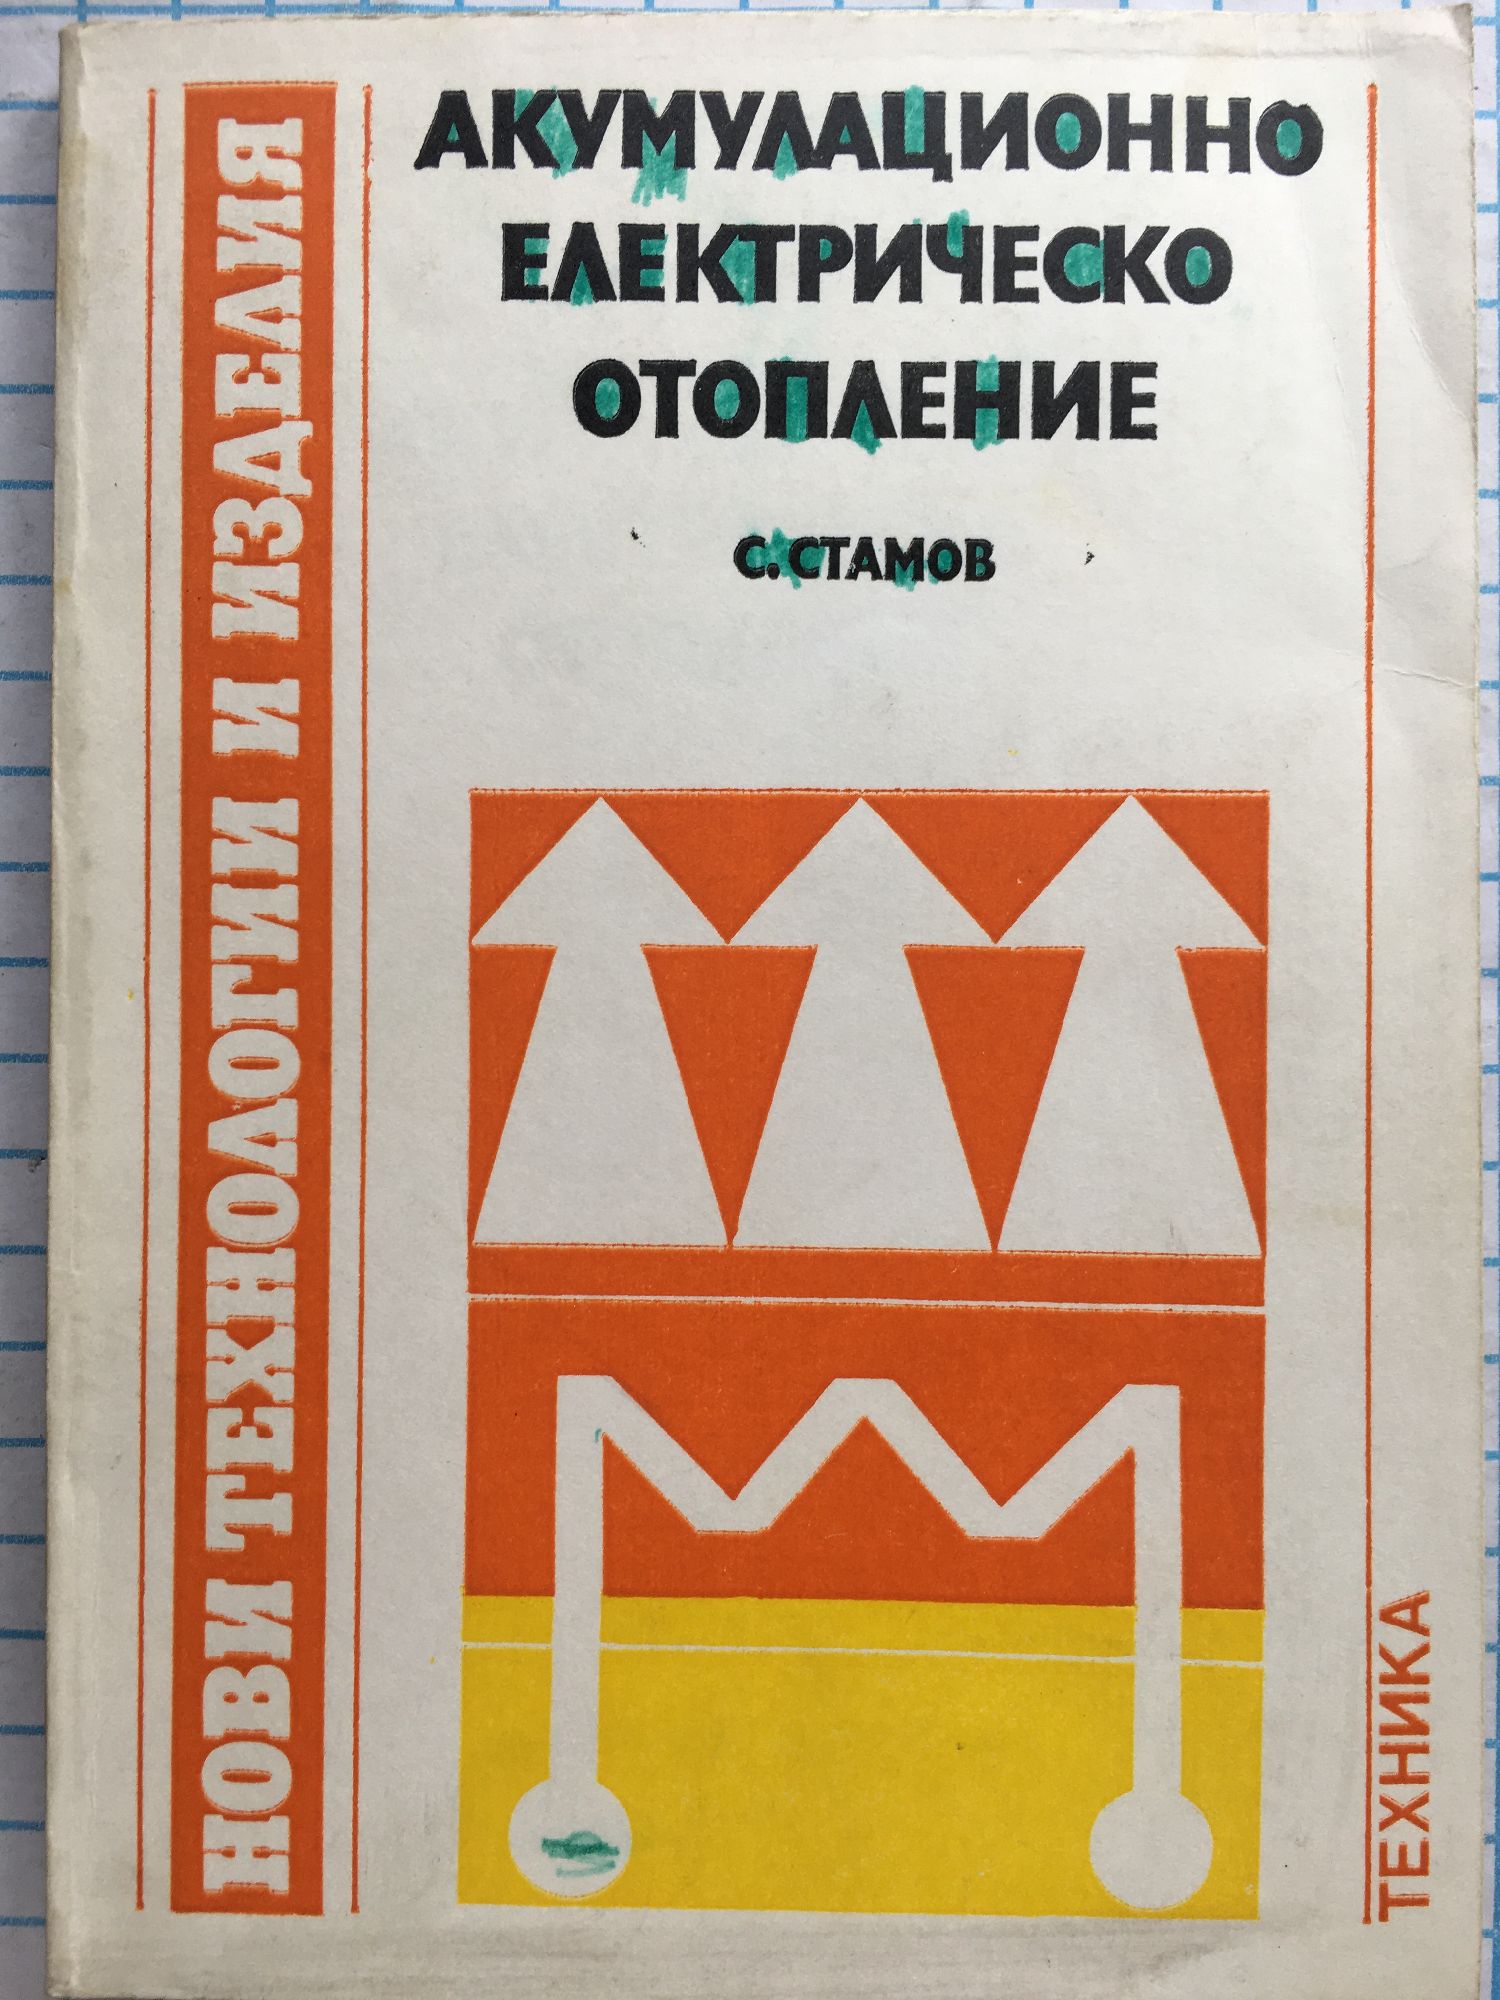 АКУМУЛАЦИОННО
ЕЛЕКТРИЧЕСКО
ОТОПЛЕНИЕ
С. СТАМОВ
НОВИ ТЕХНОЛОГИИ И ИЗДЕЛИЯ
ТЕХНИКА